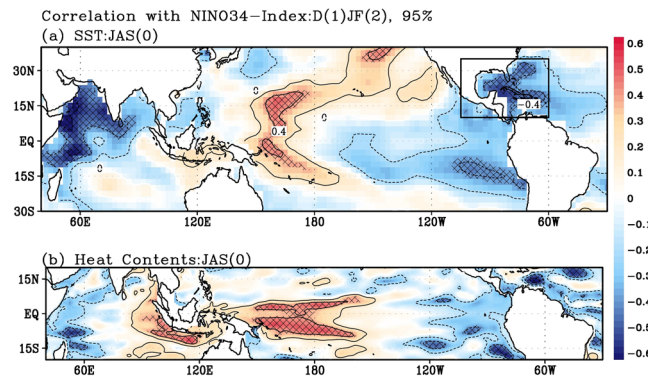 Correlation with NINO34-Index:D(1)JF(2), 95%
(a) SST:JAS(0)
30N
15N
EQ
15S
30S
0
0
0
0.4
-0.4
60E
120E
180
120W
60W
0.6
0.5
0.4
0.3
0.2
0.1
0
-0.1
-0.2
-0.3
-0.4
-0.5
-0.6
(b) Heat Contents:JAS(0)
15N
EQ
15S
60E
120E
180
120W
60W